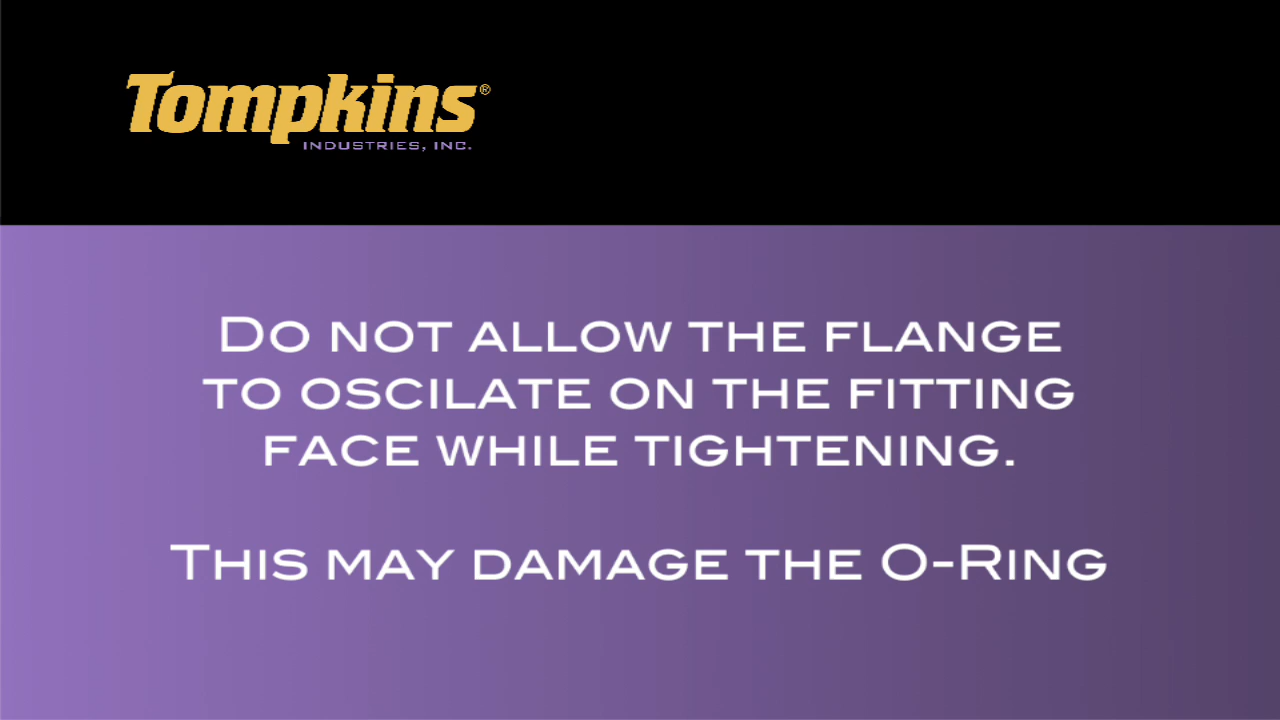 Tompkins®
INDUSTRIES, INC.
DO NOT ALLOW THE FLANGE
TO OSCILATE ON THE FITTING
FACE WHILE TIGHTENING.
THIS MAY DAMAGE THE O-RING